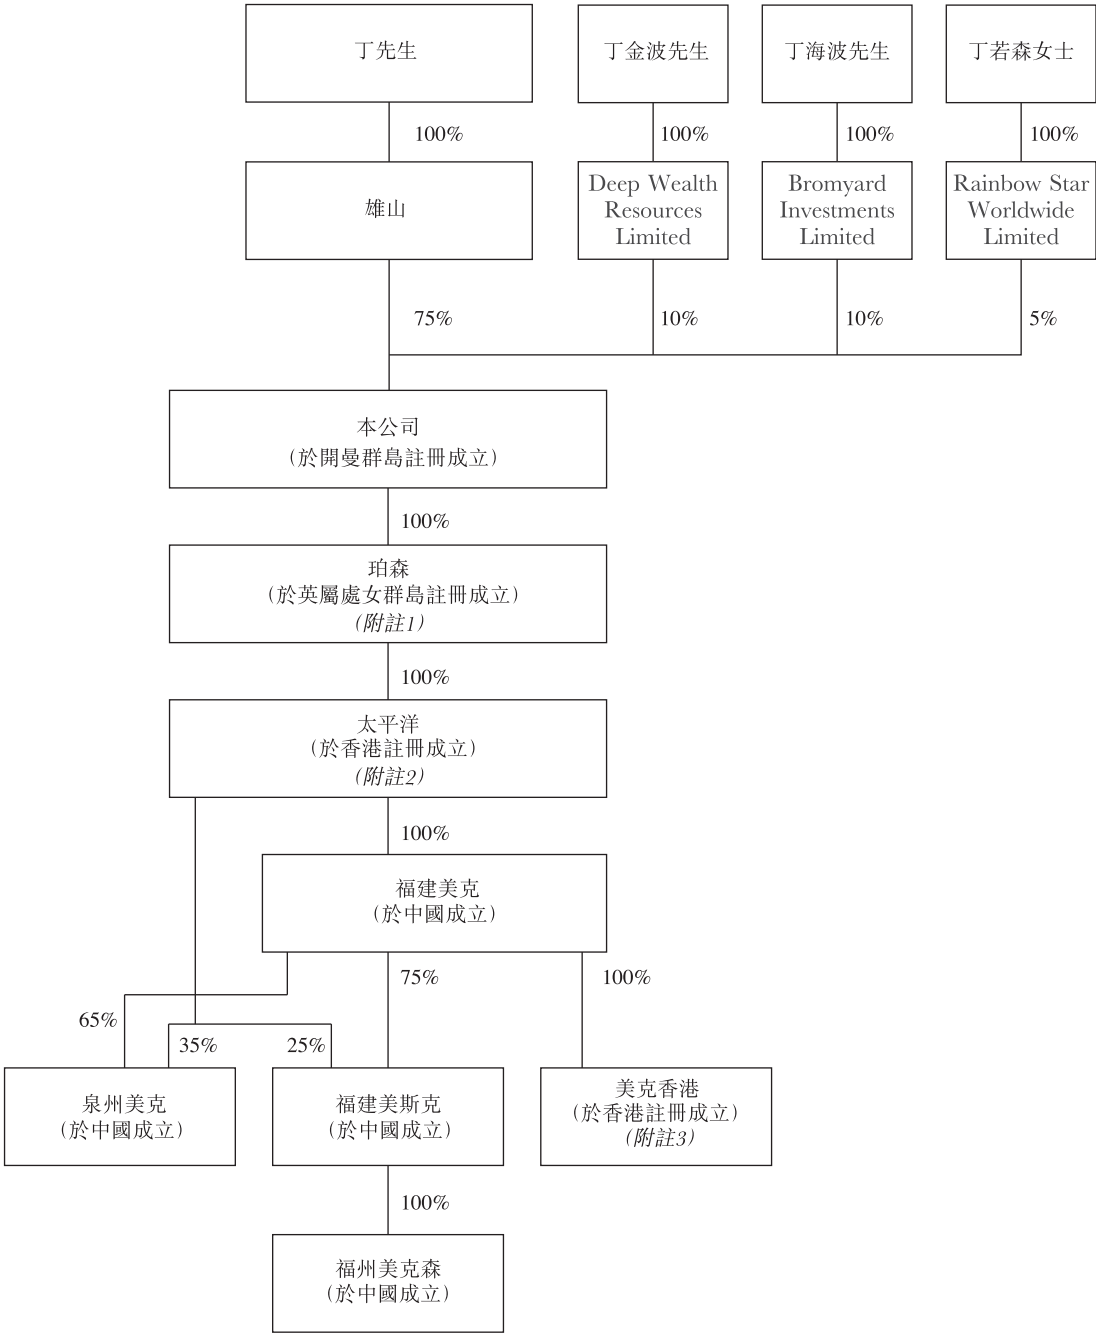 丁先生
丁金波先生
丁海波先生
丁若森女士
100%
100%
100%
100%
雄山
Deep Wealth
Resources
Limited
Bromyard
Investments
Limited
Rainbow Star
Worldwide
Limited
75%
10%
10%
5%
本公司
(於開曼群島註冊成立)
100%
珀森
(於英屬處女群島註冊成立)
(附註1)
100%
太平洋
(於香港註冊成立)
(附註2)
100%
福建美克
(於中國成立)
75%
100%
65%
35%
25%
泉州美克
(於中國成立)
福建美斯克
(於中國成立)
美克香港
(於香港註冊成立)
(附註3)
100%
福州美克森
(於中國成立)